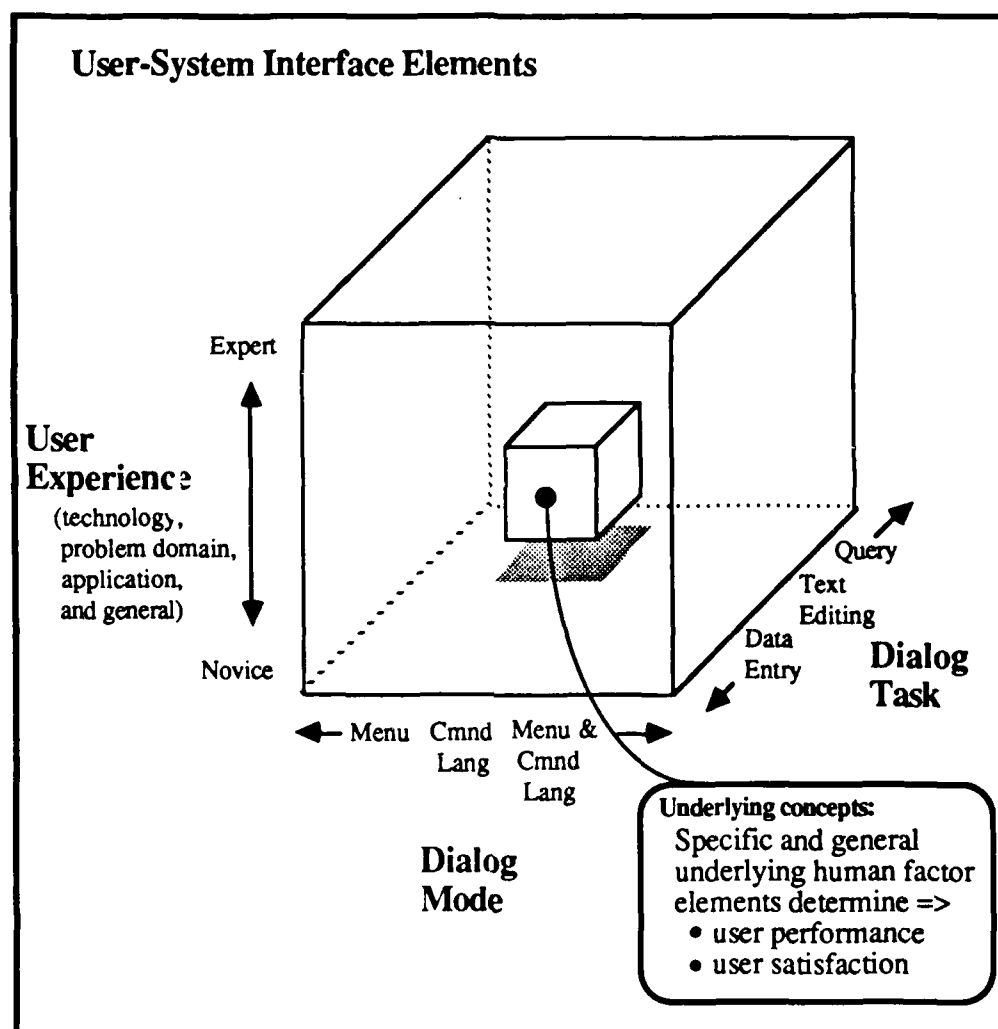 User-System Interface Elements
Expert
User
Experience
(technology,
problem domain,
application,
and general)
Novice
Query
Text
Editing
Data
Entry
Dialog
Task
Menu
Cmnd
Lang
Menu &
Cmnd
Lang
Dialog
Mode
Underlying concepts:
Specific and general
underlying human factor
elements determine =>
• user performance
• user satisfaction